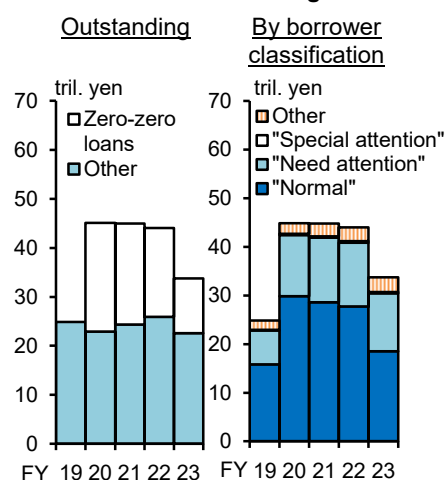 Outstanding
By borrower
classification
tril. yen
70
60
50
40
30
20
10
0
Zero-zero
loans
Other
FY 19 20 21 22 23
tril. yen
70
60
50
40
30
20
10
0
Other
"Special attention"
"Need attention"
"Normal"
FY 19 20 21 22 23